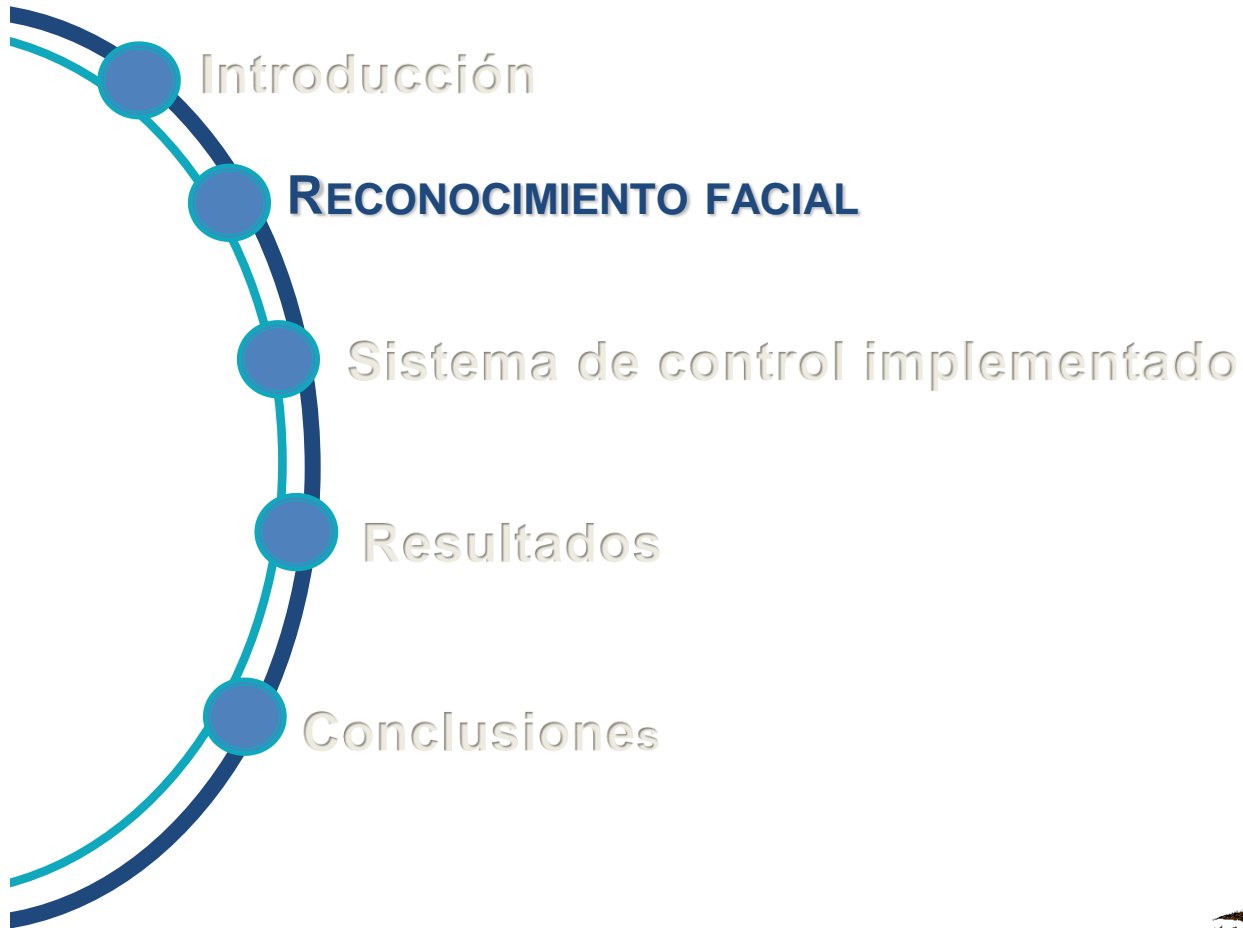 Introducción
RECONOCIMIENTO FACIAL
Sistema de control implementado
Resultados
Conclusiones